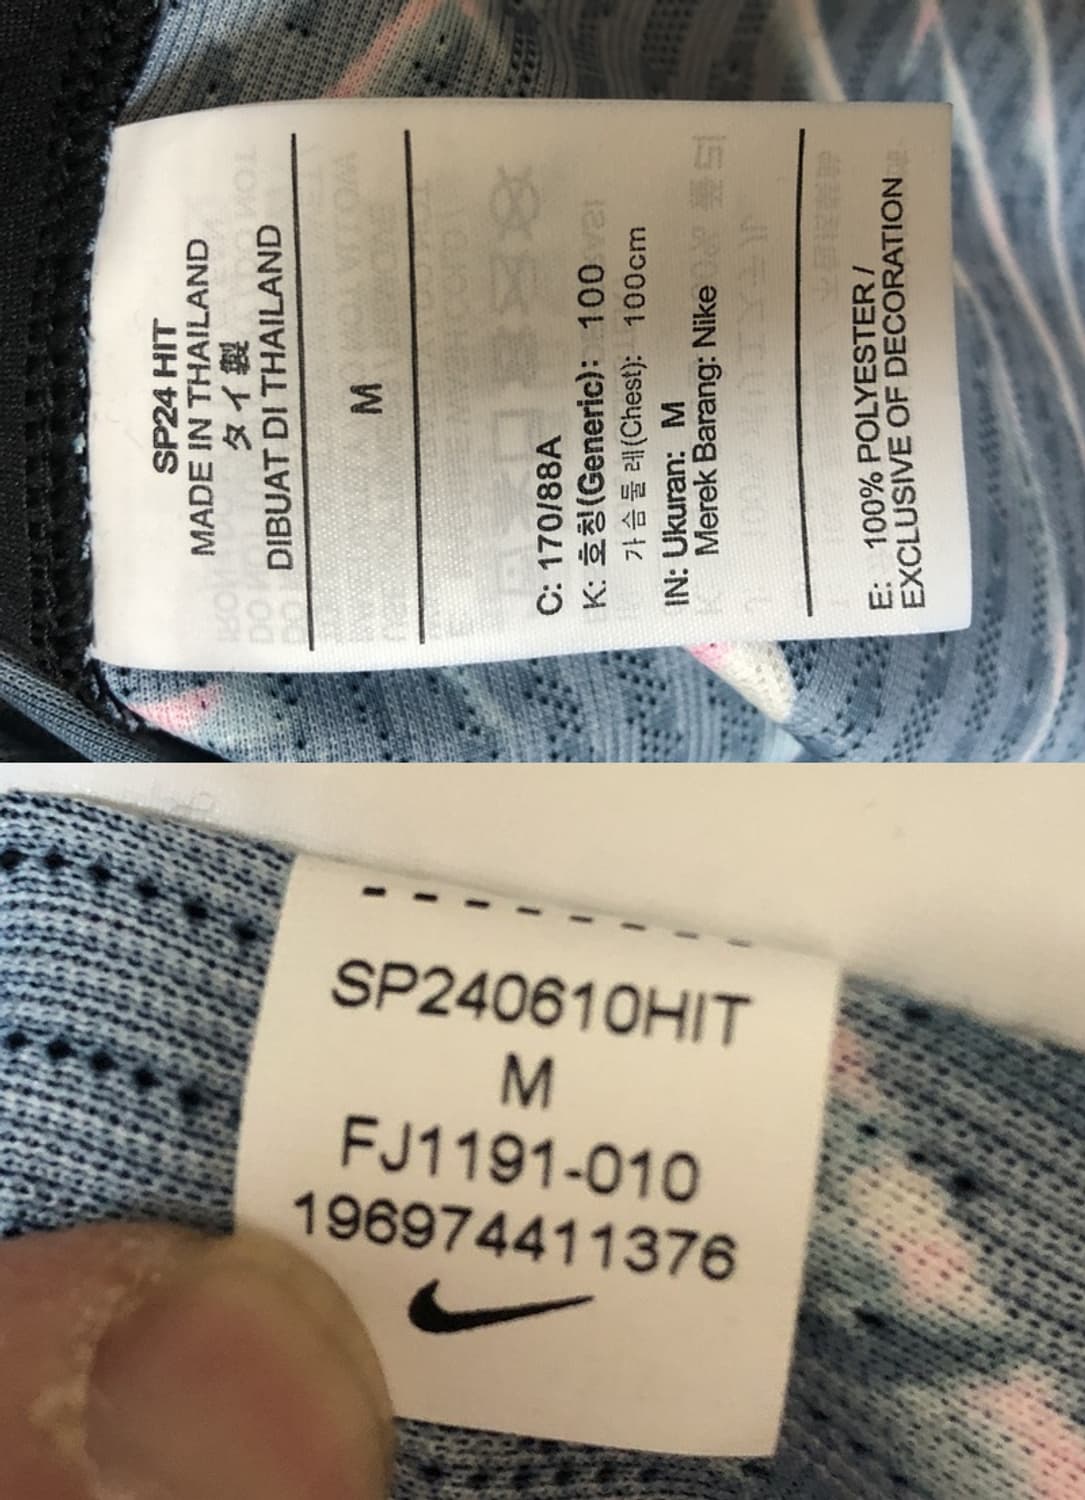 SP24 HIT
MADE IN THAILAND
タイ製
DIBUAT DI THAILAND
M
C: 170/88A
K: 호칭(Generic): 100
가슴둘레(Chest): 100cm
IN: Ukuran: M
Merek Barang: Nike
E: 100% POLYESTER /
EXCLUSIVE OF DECORATION
SP240610HIT
M
FJ1191-010
196974411376